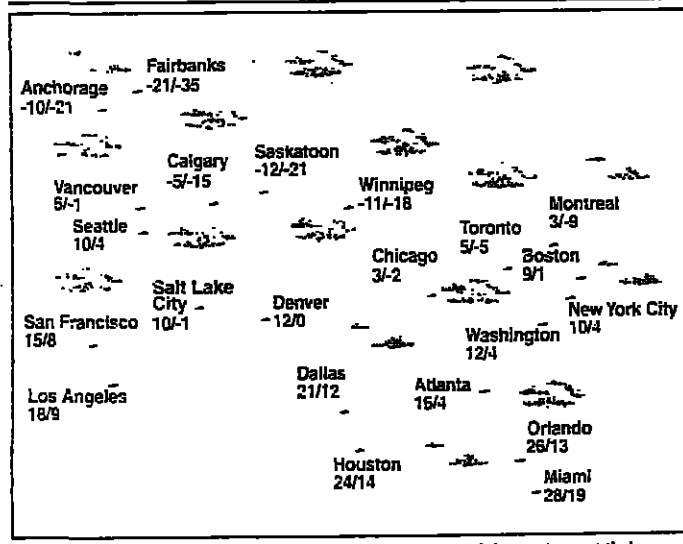 Fairbanks
-21/-35
Anchorage
-10/-21
Saskatoon
-12/-21
Calgary
-5/-15
Winnipeg
-11/-18
Vancouver
6/-1
Montreal
3/-9
Seattle
10/4
Toronto
5/-5
Chicago
3/-2
Boston
9/1
Salt Lake
City
10/-1
Denver
12/0
New York City
10/4
San Francisco
15/8
Washington
12/4
Dallas
21/12
Atlanta
15/4
Los Angeles
18/9
Orlando
26/13
Houston
24/14
Miami
28/19